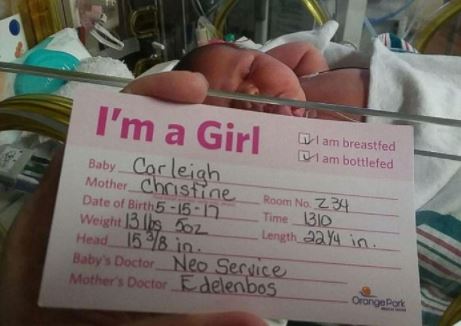 I'm a Girl
☑ I am breastfed
☑ I am bottlefed
Baby Carleigh
Mother Christine Room No. 234
Date of Birth 5-15-17 Time 1310
Weight 13 lbs 5oz Length 22 1/4 in.
Head 15 3/8 in.
Baby's Doctor Neo Service
Mother's Doctor Edelenbos
Orange Park